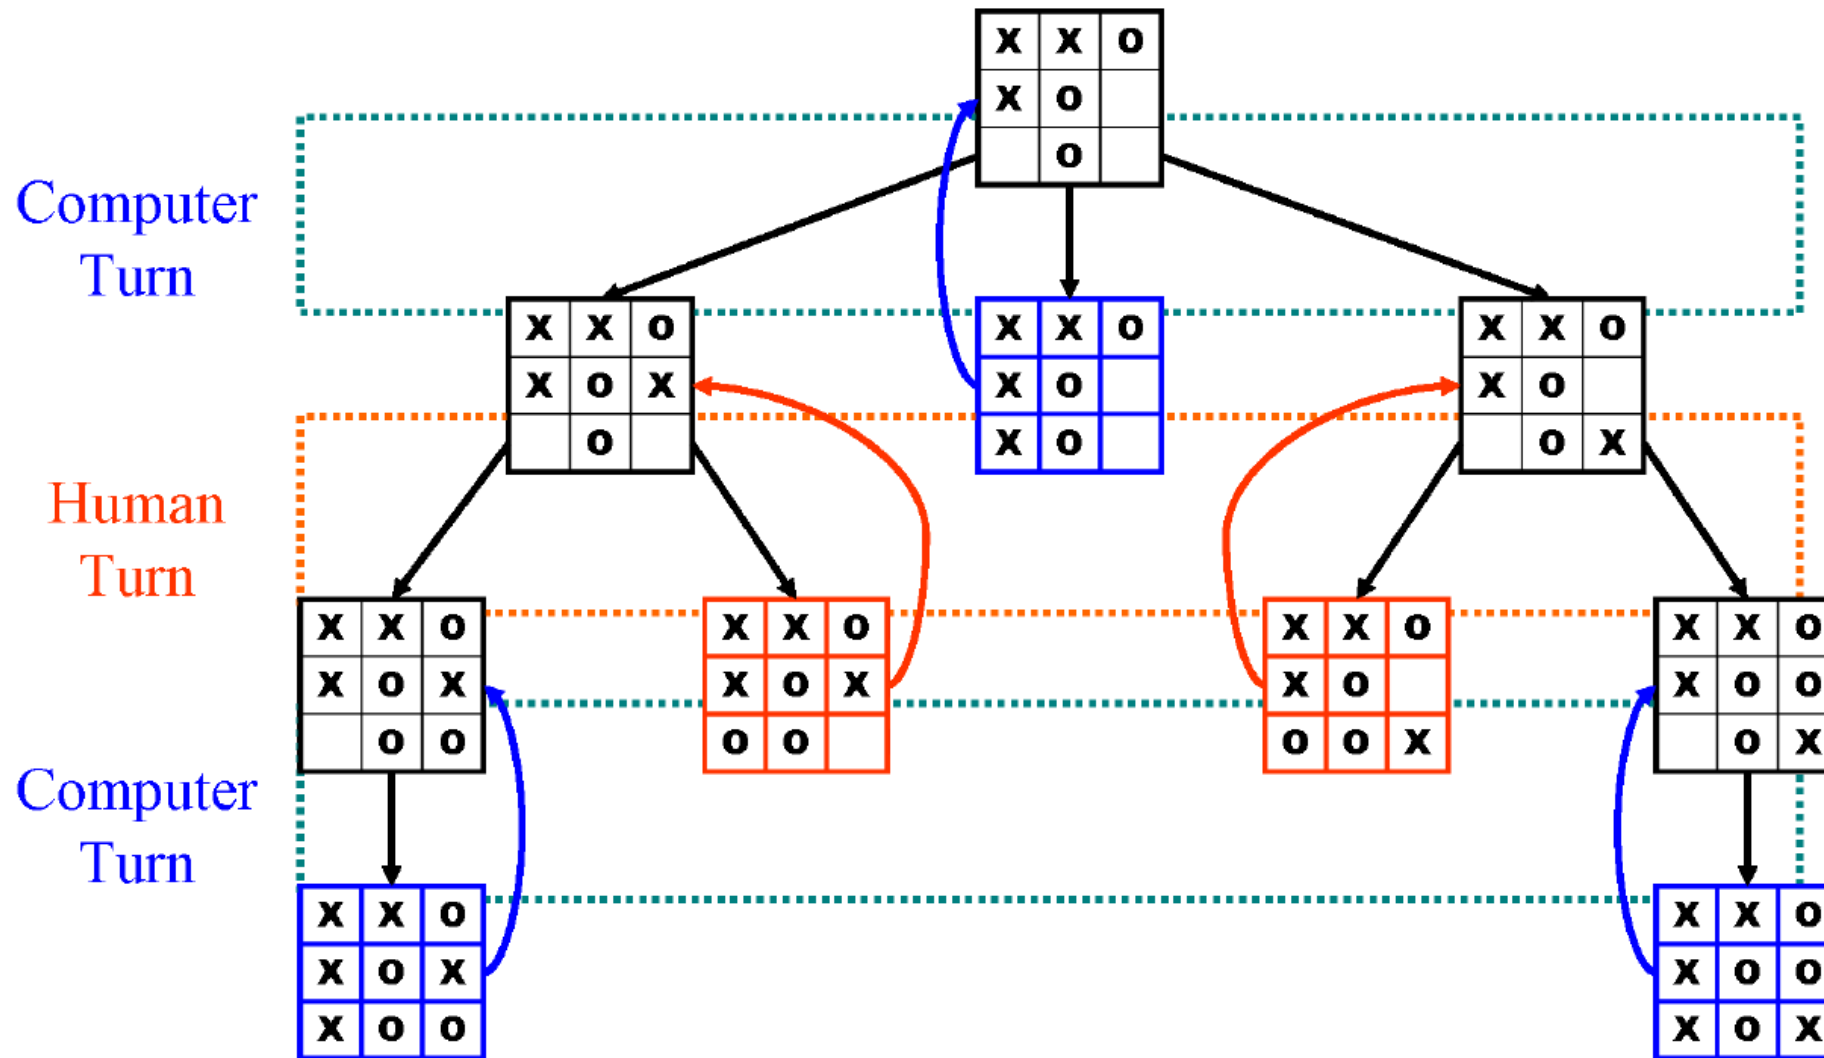 X X O
X O
O
Computer
Turn
X X O
X O X
O
X X O
X O
X O
X X O
X O
O X
Human
Turn
X X O
X O X
O O
X X O
X O X
O O
X X O
X O
O O X
X X O
X O O
O X
Computer
Turn
X X O
X O X
X O O
X X O
X O O
X O X